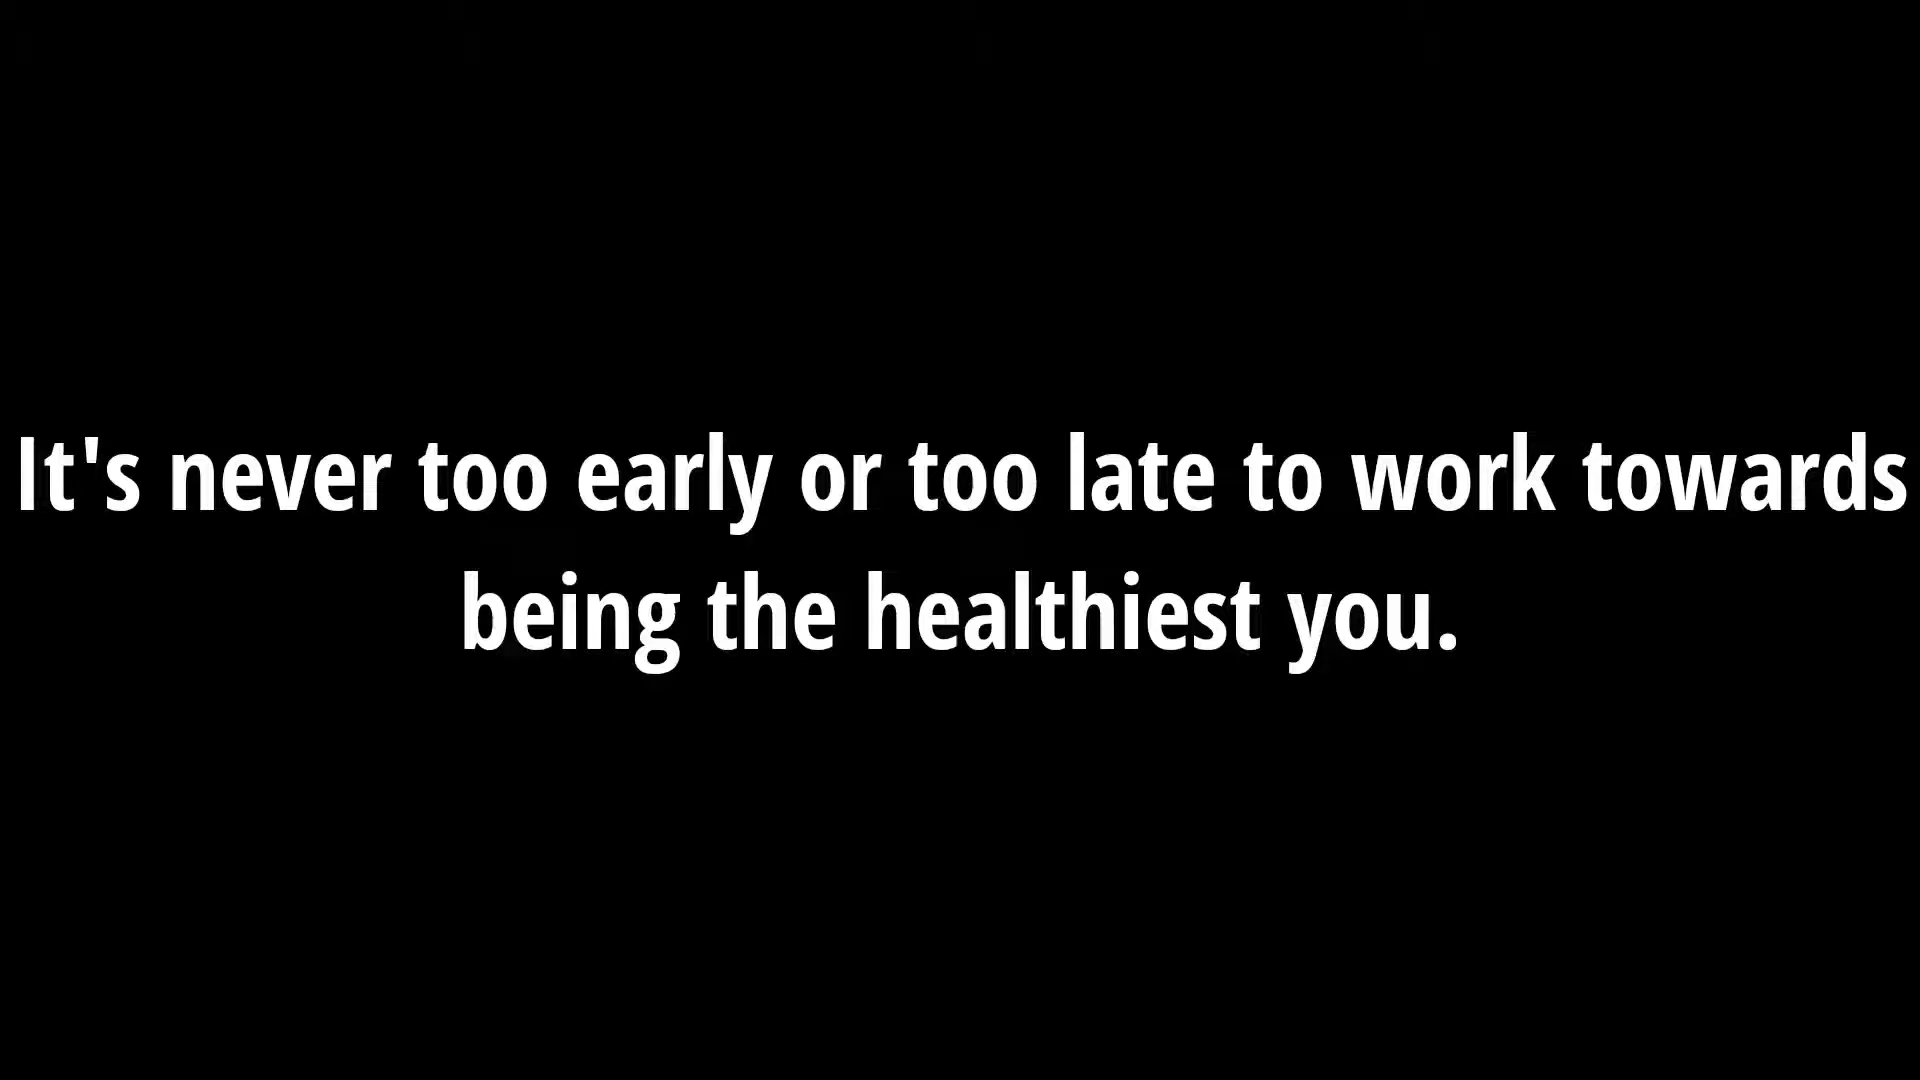 It's never too early or too late to work towards
being the healthiest you.